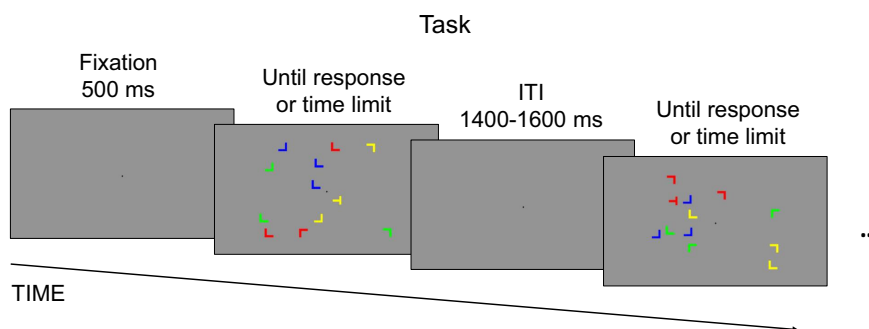 Task
Fixation
500 ms
Until response
or time limit
ITI
1400-1600 ms
Until response
or time limit
..
TIME